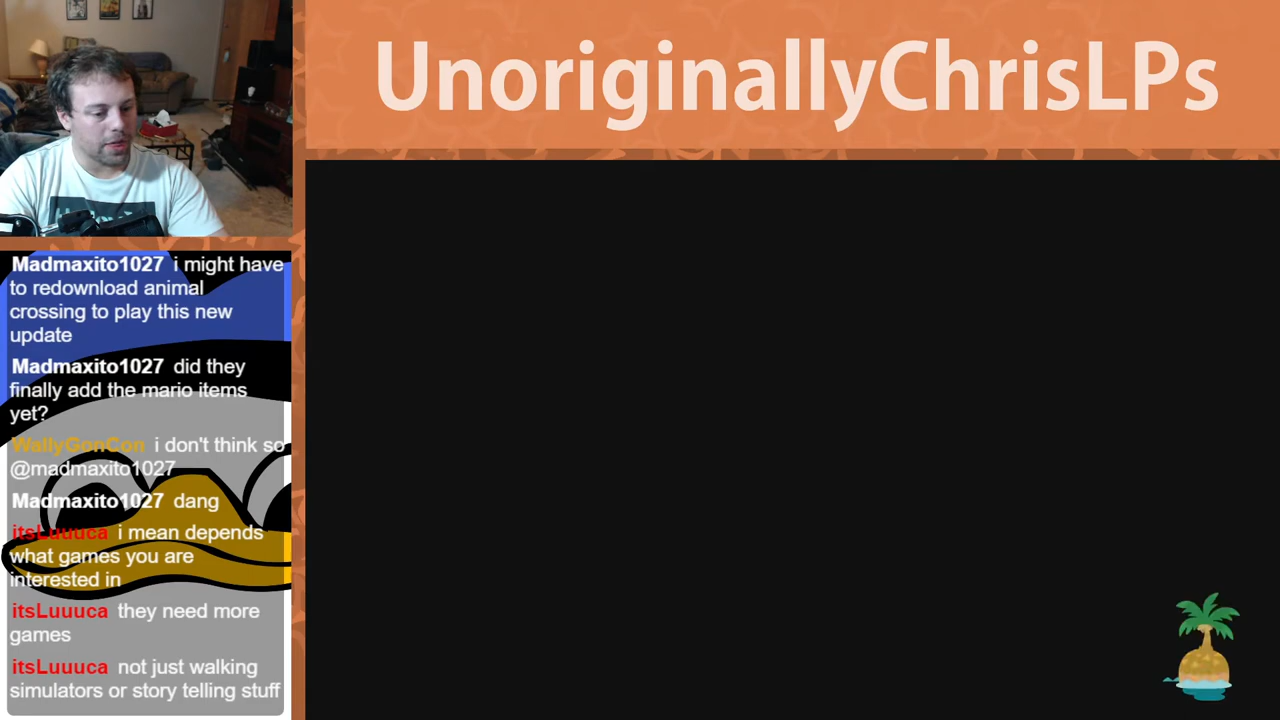 UnoriginallyChrisLPs
Madmaxito1027 i might have
to redownload animal
crossing to play this new
update
Madmaxito1027 did they
finally add the mario items
yet?
WallyGonCon i don't think so
@madmaxito1027
Madmaxito1027 dang
itsLuuuca i mean depends
what games you are
interested in
itsLuuuca they need more
games
itsLuuuca not just walking
simulators or story telling stuff